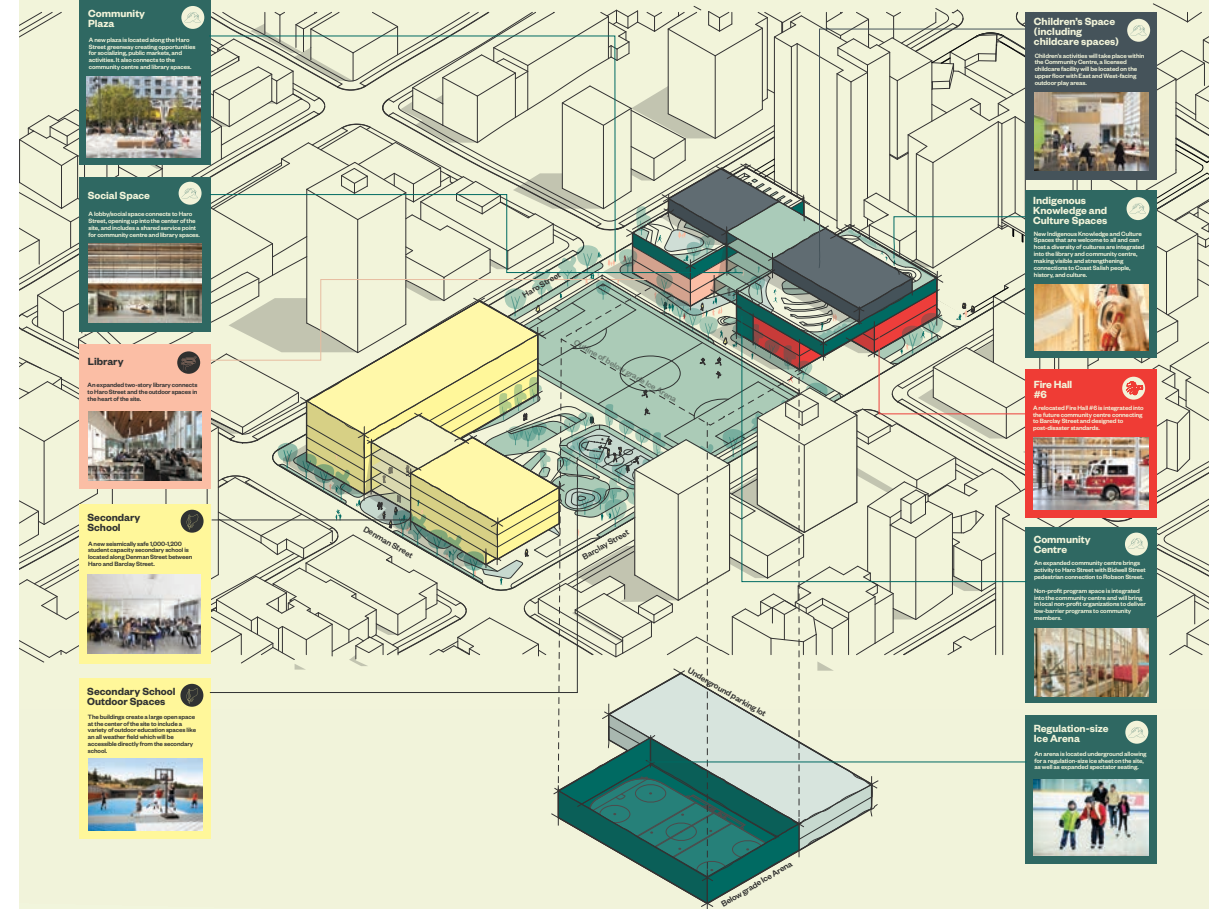 Community
Plaza
A new plaza is located along the Haro
Street greenway creating opportunities
for socializing, public markets, and
activities. It also connects to the
community centre and library spaces.
Social Space
A lobby/social space connects to Haro
Street, opening up into the center of the
site, and includes a shared service point
for community centre and library spaces.
Library
An expanded two-story library connects
to Haro Street and the outdoor spaces in
the heart of the site.
Secondary
School
A new seismically safe 1,000-1,200
student capacity secondary school is
located along Denman Street between
Haro and Barclay Street.
Secondary School
Outdoor Spaces
The buildings create a large open space
at the center of the site to include a
variety of outdoor education spaces like
an all weather field which will be
accessible directly from the secondary
school.
Haro Street
Outline of below grade Ice Arena
Denman Street
Barclay Street
Underground parking lot
Below grade Ice Arena
Children's Space
(including
childcare spaces)
Children's activities will take place within
the Community Centre, a licensed
childcare facility will be located on the
upper floor with East and West-facing
outdoor play areas.
Indigenous
Knowledge and
Culture Spaces
New Indigenous Knowledge and Culture
Spaces that are welcome to all and can
host a diversity of cultures are integrated
into the library and community centre,
making visible and strengthening
connections to Coast Salish people,
history, and culture.
Fire Hall
#6
A relocated Fire Hall #6 is integrated into
the future community centre connecting
to Barclay Street and designed to
post-disaster standards.
Community
Centre
An expanded community centre brings
activity to Haro Street with Bidwell Street
pedestrian connection to Robson Street.
Non-profit program space is integrated
into the community centre and will bring
in local non-profit organizations to deliver
low-barrier programs to community
members.
Regulation-size
Ice Arena
An arena is located underground allowing
for a regulation-size ice sheet on the site,
as well as expanded spectator seating.